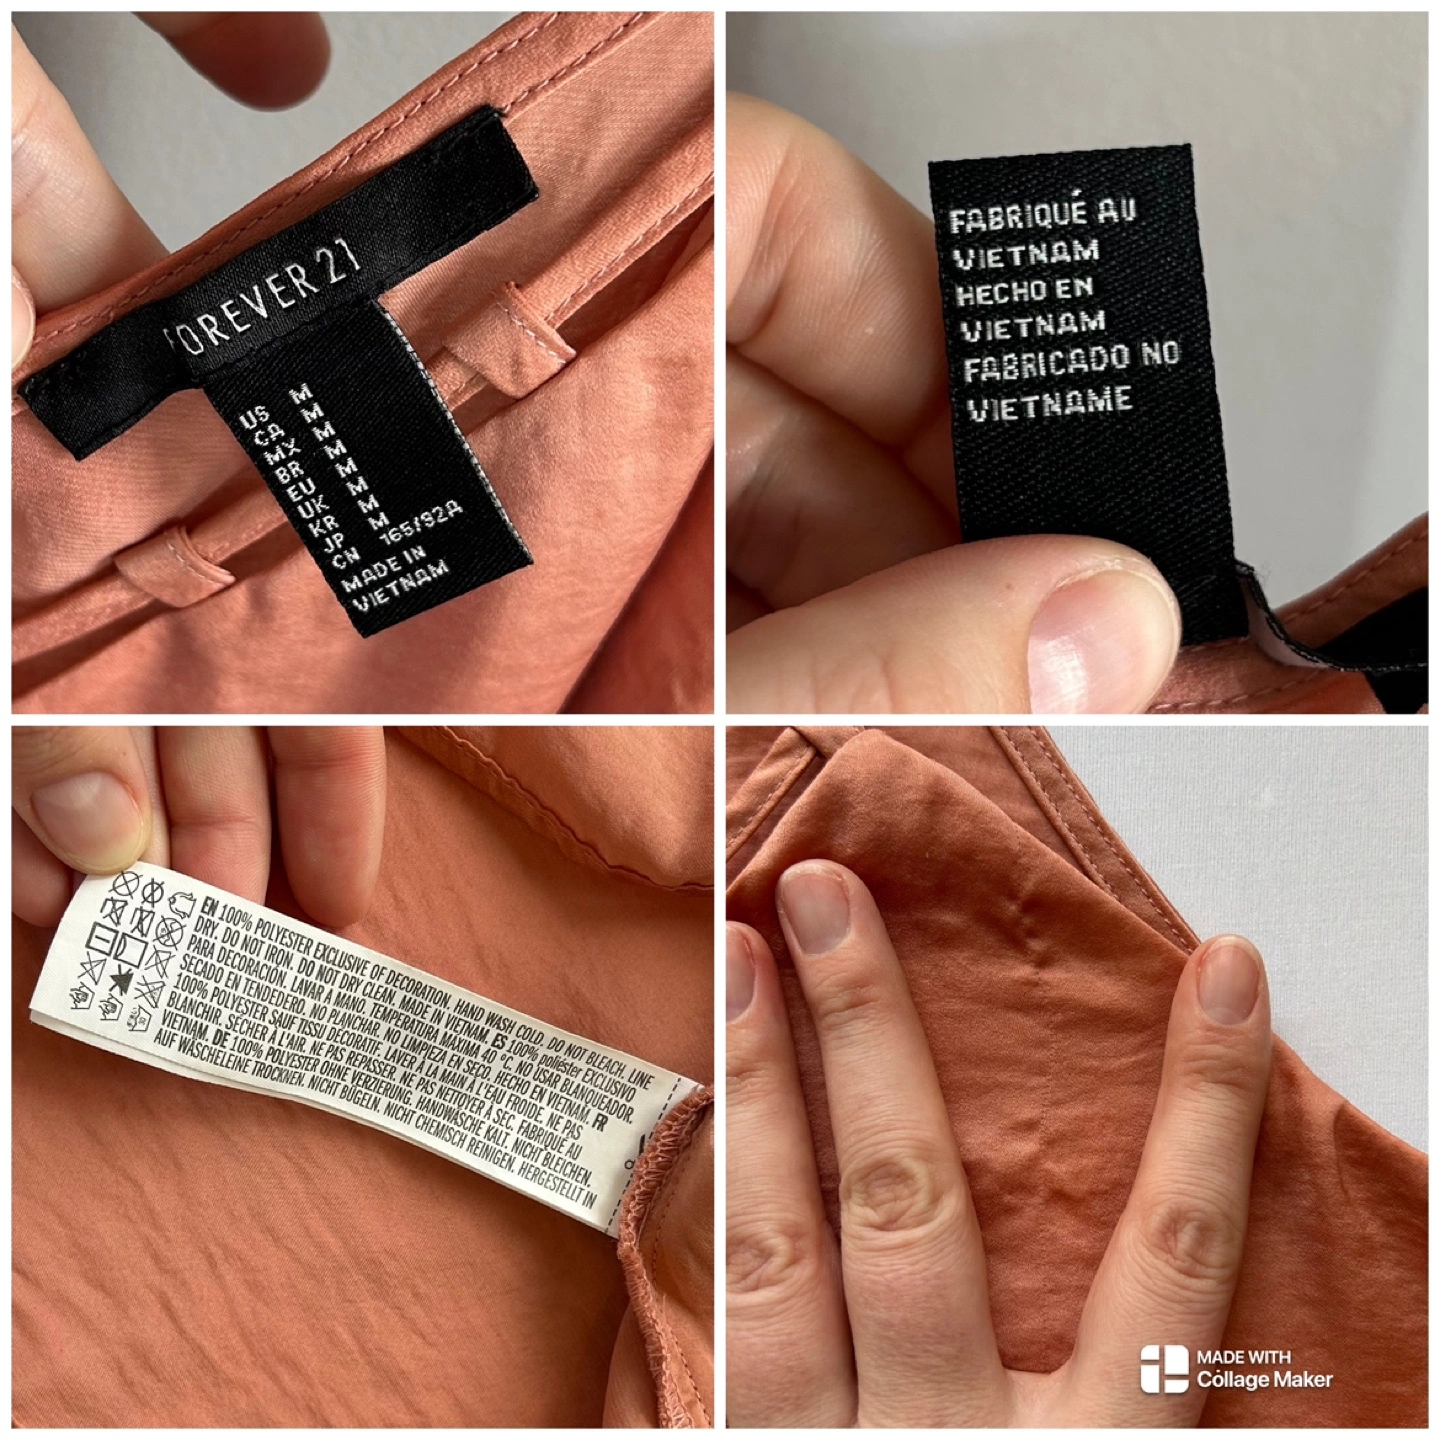 FOREVER 21
US M
CA M
MX M
BR M
EU M
UK M
KR M
JP M
CN 165/92A
MADE IN
VIETNAM
FABRIQUÉ AU
VIETNAM
HECHO EN
VIETNAM
FABRICADO NO
VIETNAME
EN 100% POLYESTER EXCLUSIVE OF DECORATION. HAND WASH COLD. DO NOT BLEACH. LINE
DRY. DO NOT IRON. DO NOT DRY CLEAN. MADE IN VIETNAM. ES 100% poliéster EXCLUSIVO
PARA DECORACIÓN. LAVAR A MANO. TEMPERATURA MÁXIMA 40 °C. NO USAR BLANQUEADOR.
SECADO EN TENDEDERO. NO PLANCHAR. NO LIMPIEZA EN SECO. HECHO EN VIETNAM. FR
100% POLYESTER SAUF TISSU DÉCORATIF. LAVER À LA MAIN À L'EAU FROIDE. NE PAS
BLANCHIR. SÉCHER À L'AIR. NE PAS REPASSER. NE PAS NETTOYER À SEC. FABRIQUÉ AU
VIETNAM. DE 100% POLYESTER OHNE VERZIERUNG. HANDWÄSCHE KALT. NICHT BLEICHEN.
AUF WÄSCHELEINE TROCKNEN. NICHT BÜGELN. NICHT CHEMISCH REINIGEN. HERGESTELLT IN
MADE WITH
Collage Maker